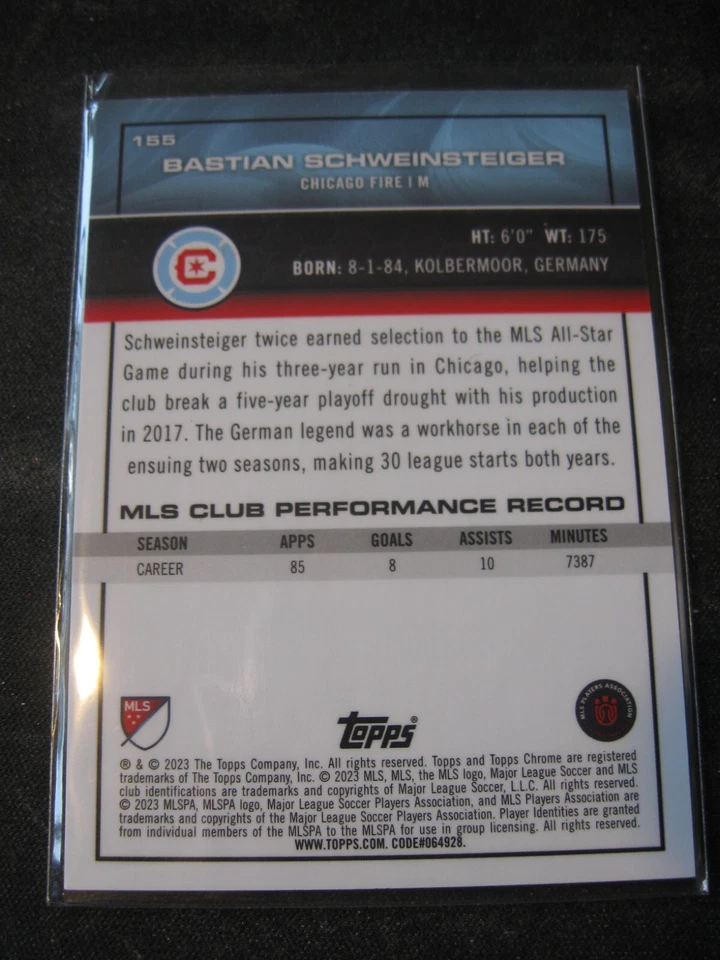 155
BASTIAN SCHWEINSTEIGER
CHICAGO FIRE | M
HT: 6'0" WT: 175
BORN: 8-1-84, KOLBERMOOR, GERMANY
C
Schweinsteiger twice earned selection to the MLS All-Star
Game during his three-year run in Chicago, helping the
club break a five-year playoff drought with his production
in 2017. The German legend was a workhorse in each of the
ensuing two seasons, making 30 league starts both years.
MLS CLUB PERFORMANCE RECORD
SEASON APPS GOALS ASSISTS MINUTES
CAREER 85 8 10 7387
MLS
topps®
MLS PLAYERS ASSOCIATION
® & © 2023 The Topps Company, Inc. All rights reserved. Topps and Topps Chrome are registered
trademarks of The Topps Company, Inc. © 2023 MLS, MLS, the MLS logo, Major League Soccer and MLS
club identifications are trademarks and copyrights of Major League Soccer, L.L.C. All rights reserved.
© 2023 MLSPA, MLSPA logo, Major League Soccer Players Association, and MLS Players Association are
trademarks and copyrights of the Major League Soccer Players Association. Player Identities are granted
from individual members of the MLSPA to the MLSPA for use in group licensing. All rights reserved.
WWW.TOPPS.COM. CODE#064928.